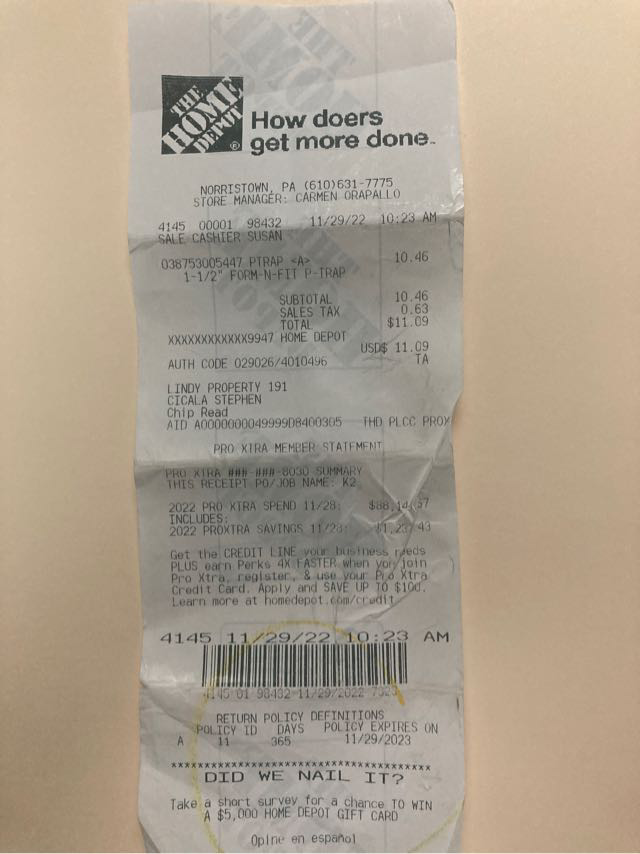 THE
HOME
DEPOT
How doers
get more done.
NORRISTOWN, PA (610)631-7775
STORE MANAGER: CARMEN ORAPALLO
4145 00001 98432 11/29/22 10:23 AM
SALE CASHIER SUSAN
038753005447 PTRAP <A> 10.46
1-1/2" FORM-N-FIT P-TRAP
SUBTOTAL 10.46
SALES TAX 0.63
TOTAL $11.09
XXXXXXXXXXXX9947 HOME DEPOT
USD$ 11.09
AUTH CODE 029026/4010496 TA
LINDY PROPERTY 191
CICALA STEPHEN
Chip Read
AID A0000000049999D8400305 THD PLCC PROX
PRO XTRA MEMBER STATEMENT
PRO XTRA ###-###-8030 SUMMARY
THIS RECEIPT PO/JOB NAME: K2
2022 PRO XTRA SPEND 11/28:
INCLUDES:
2022 PROXTRA SAVINGS 11/28:
Get the CREDIT LINE your business needs
PLUS earn Perks 4X FASTER when you join
Pro Xtra, register, & use your Pro Xtra
Credit Card. Apply and SAVE UP TO $100.
Learn more at homedepot.com/credit
4145 11/29/22 10:23 AM
4145 01 98432 11/29/2022
RETURN POLICY DEFINITIONS
POLICY ID DAYS POLICY EXPIRES ON
A 11 365 11/29/2023
DID WE NAIL IT?
Take a short survey for a chance TO WIN
A $5,000 HOME DEPOT GIFT CARD
Opine en español